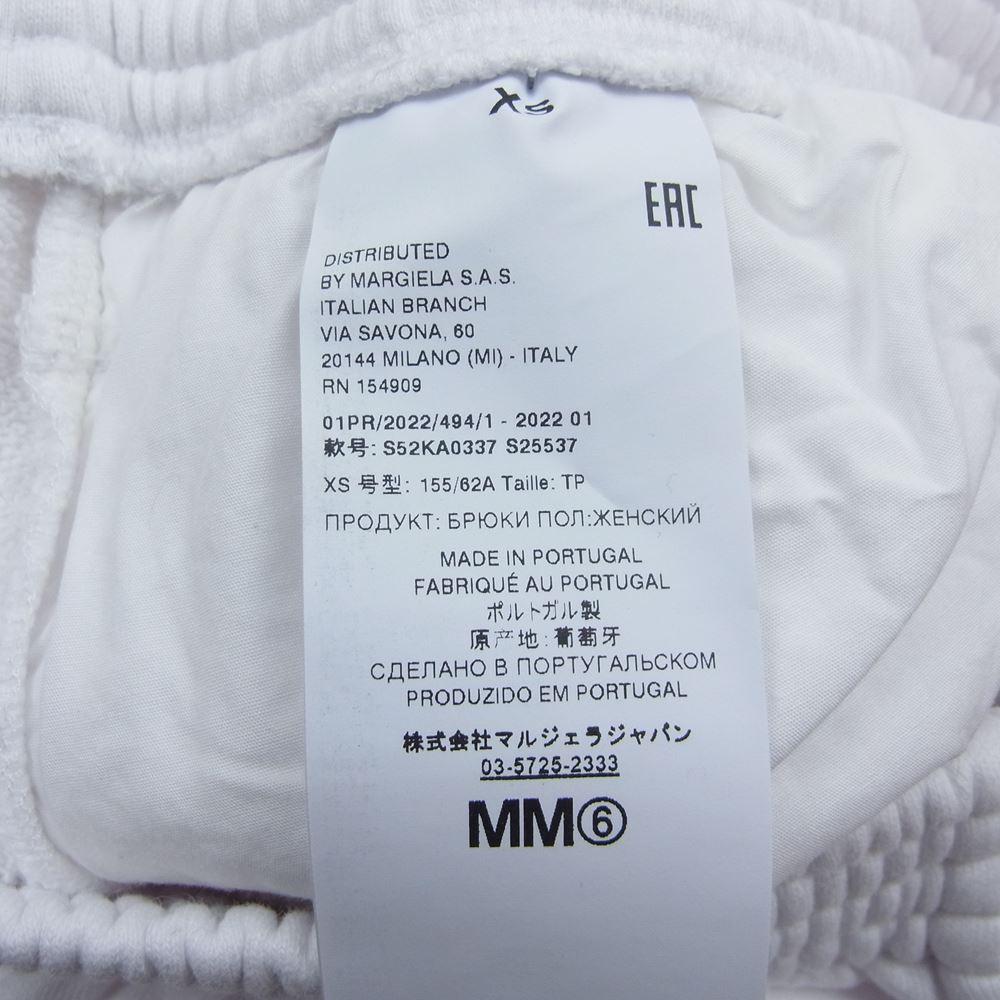 XS
EAC
DISTRIBUTED
BY MARGIELA S.A.S.
ITALIAN BRANCH
VIA SAVONA, 60
20144 MILANO (MI) - ITALY
RN 154909
01PR/2022/494/1 - 2022 01
款号: S52KA0337 S25537
XS 号型: 155/62A Taille: TP
ПРОДУКТ: БРЮКИ ПОЛ:ЖЕНСКИЙ
MADE IN PORTUGAL
FABRIQUÉ AU PORTUGAL
ポルトガル製
原产地: 葡萄牙
СДЕЛАНО В ПОРТУГАЛЬСКОМ
PRODUZIDO EM PORTUGAL
株式会社マルジェラジャパン
03-5725-2333
MM⑥